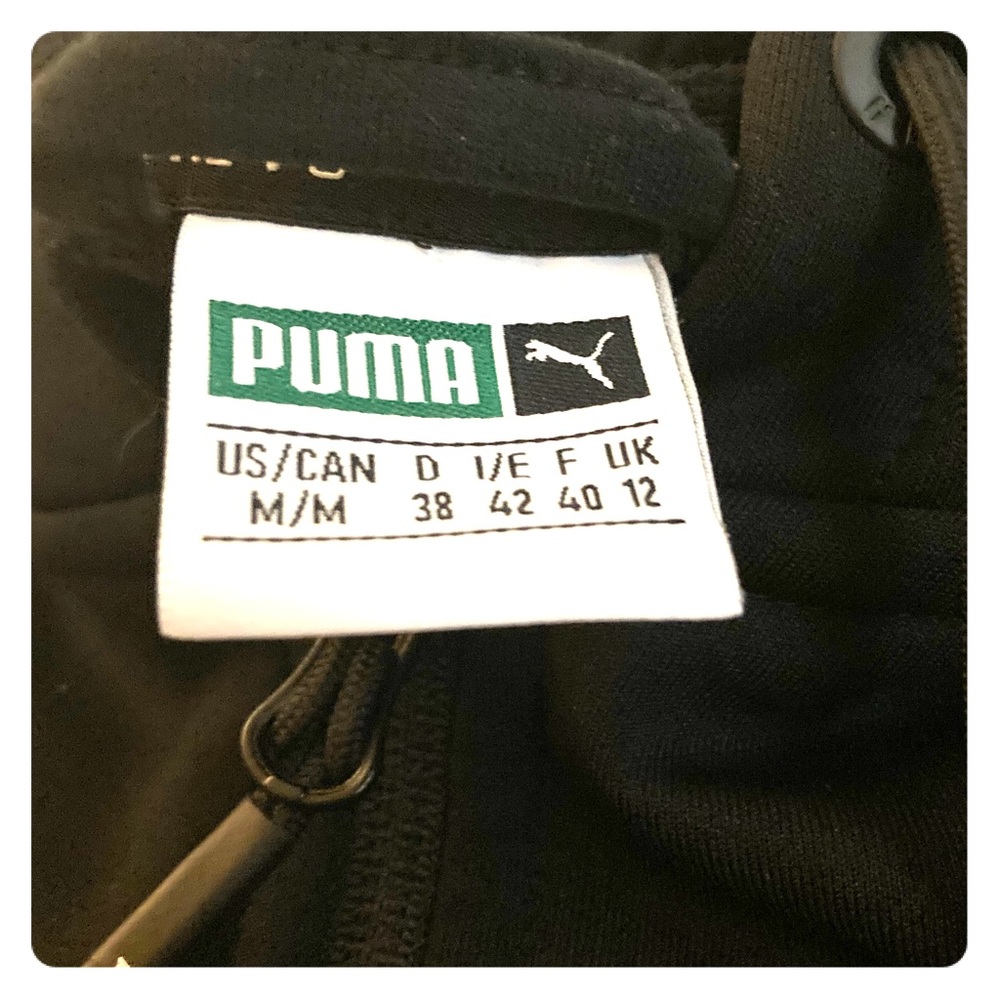 PUMA
US/CAN D I/E F UK
M/M 38 42 40 12